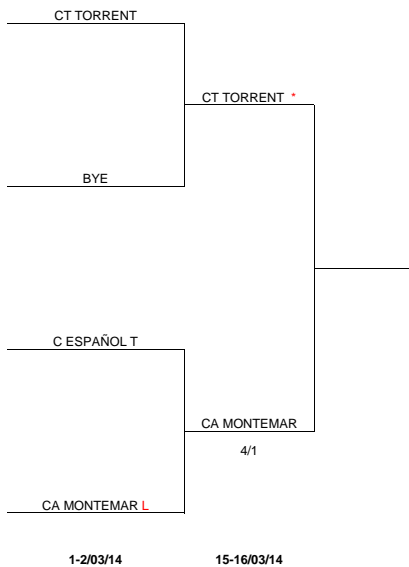 CT TORRENT
CT TORRENT *
BYE
C ESPAÑOL T
CA MONTEMAR
4/1
CA MONTEMAR L
1-2/03/14 15-16/03/14